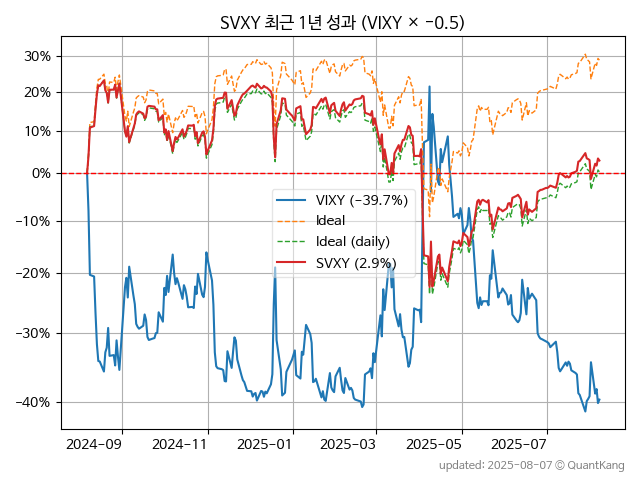 SVXY 최근 1년 성과 (VIXY × −0.5)
30%
20%
10%
0%
−10%
−20%
−30%
−40%
VIXY (−39.7%)
Ideal
Ideal (daily)
SVXY (2.9%)
2024−09
2024−11
2025−01
2025−03
2025−05
2025−07
updated: 2025-08-07 © QuantKang